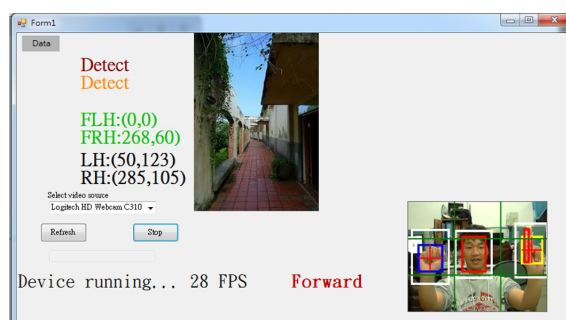 Form1
Data
Detect
Detect
FLH:(0,0)
FRH:268,60)
LH:(50,123)
RH:(285,105)
Select video source
Logitech HD Webcam C310
Refresh
Stop
Device running... 28 FPS
Forward